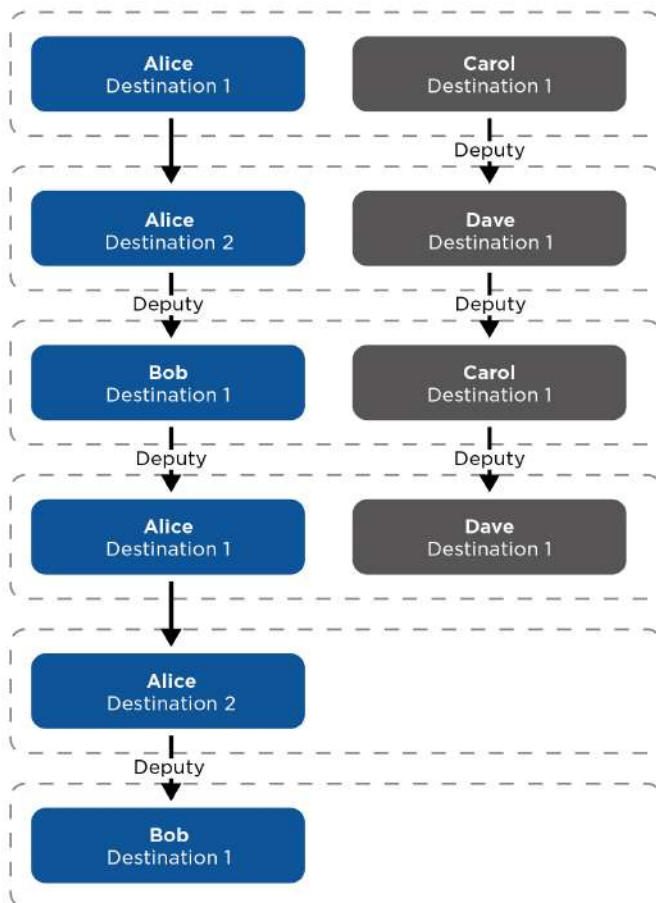 Alice
Destination 1
Carol
Destination 1
Deputy
Alice
Destination 2
Dave
Destination 1
Deputy
Deputy
Bob
Destination 1
Carol
Destination 1
Deputy
Deputy
Alice
Destination 1
Dave
Destination 1
Alice
Destination 2
Deputy
Bob
Destination 1